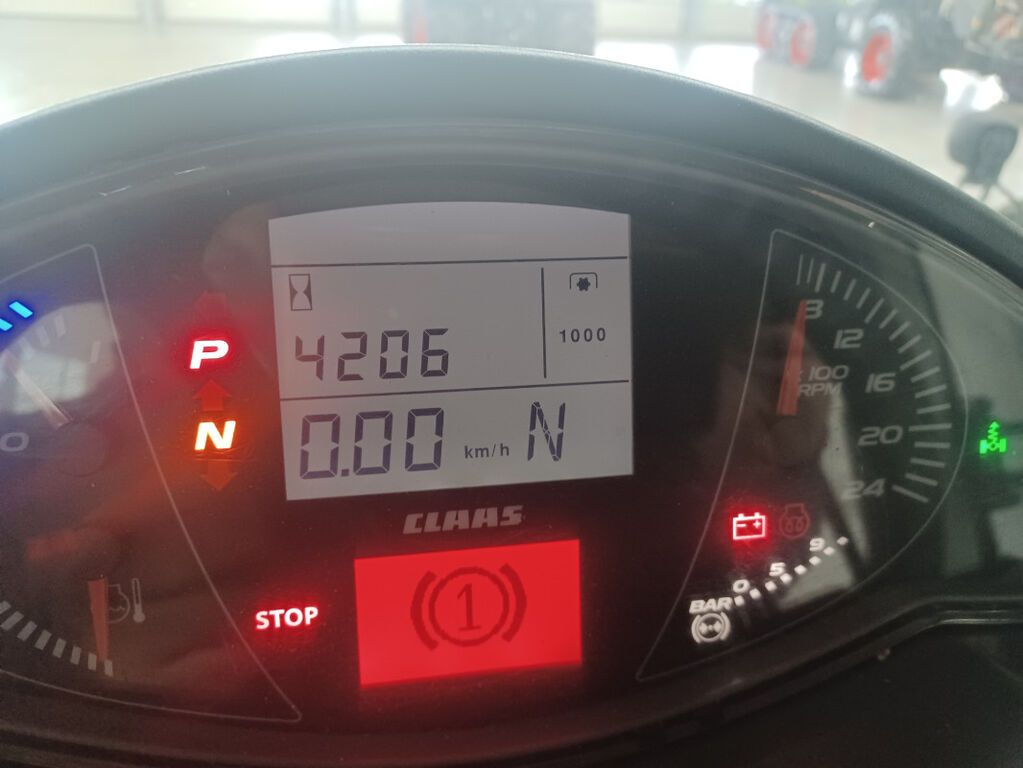 4206
1000
0.00 km/h N
P
N
CLAAS
STOP
1
0
8
12
x100
RPM
16
20
24
0 5 9
BAR